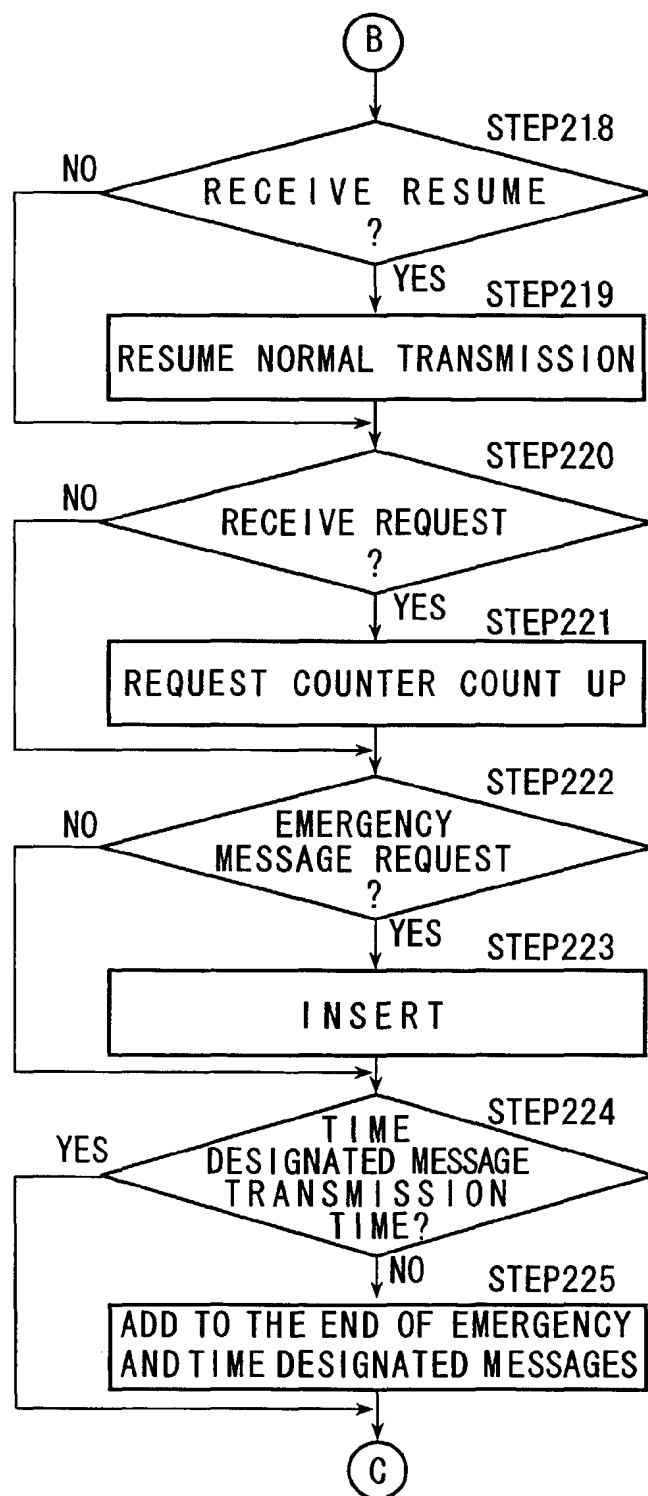 B
STEP218
NO
RECEIVE RESUME
?
YES
STEP219
RESUME NORMAL TRANSMISSION
STEP220
NO
RECEIVE REQUEST
?
YES
STEP221
REQUEST COUNTER COUNT UP
STEP222
NO
EMERGENCY
MESSAGE REQUEST
?
YES
STEP223
INSERT
STEP224
YES
TIME
DESIGNATED MESSAGE
TRANSMISSION
TIME?
NO
STEP225
ADD TO THE END OF EMERGENCY
AND TIME DESIGNATED MESSAGES
C